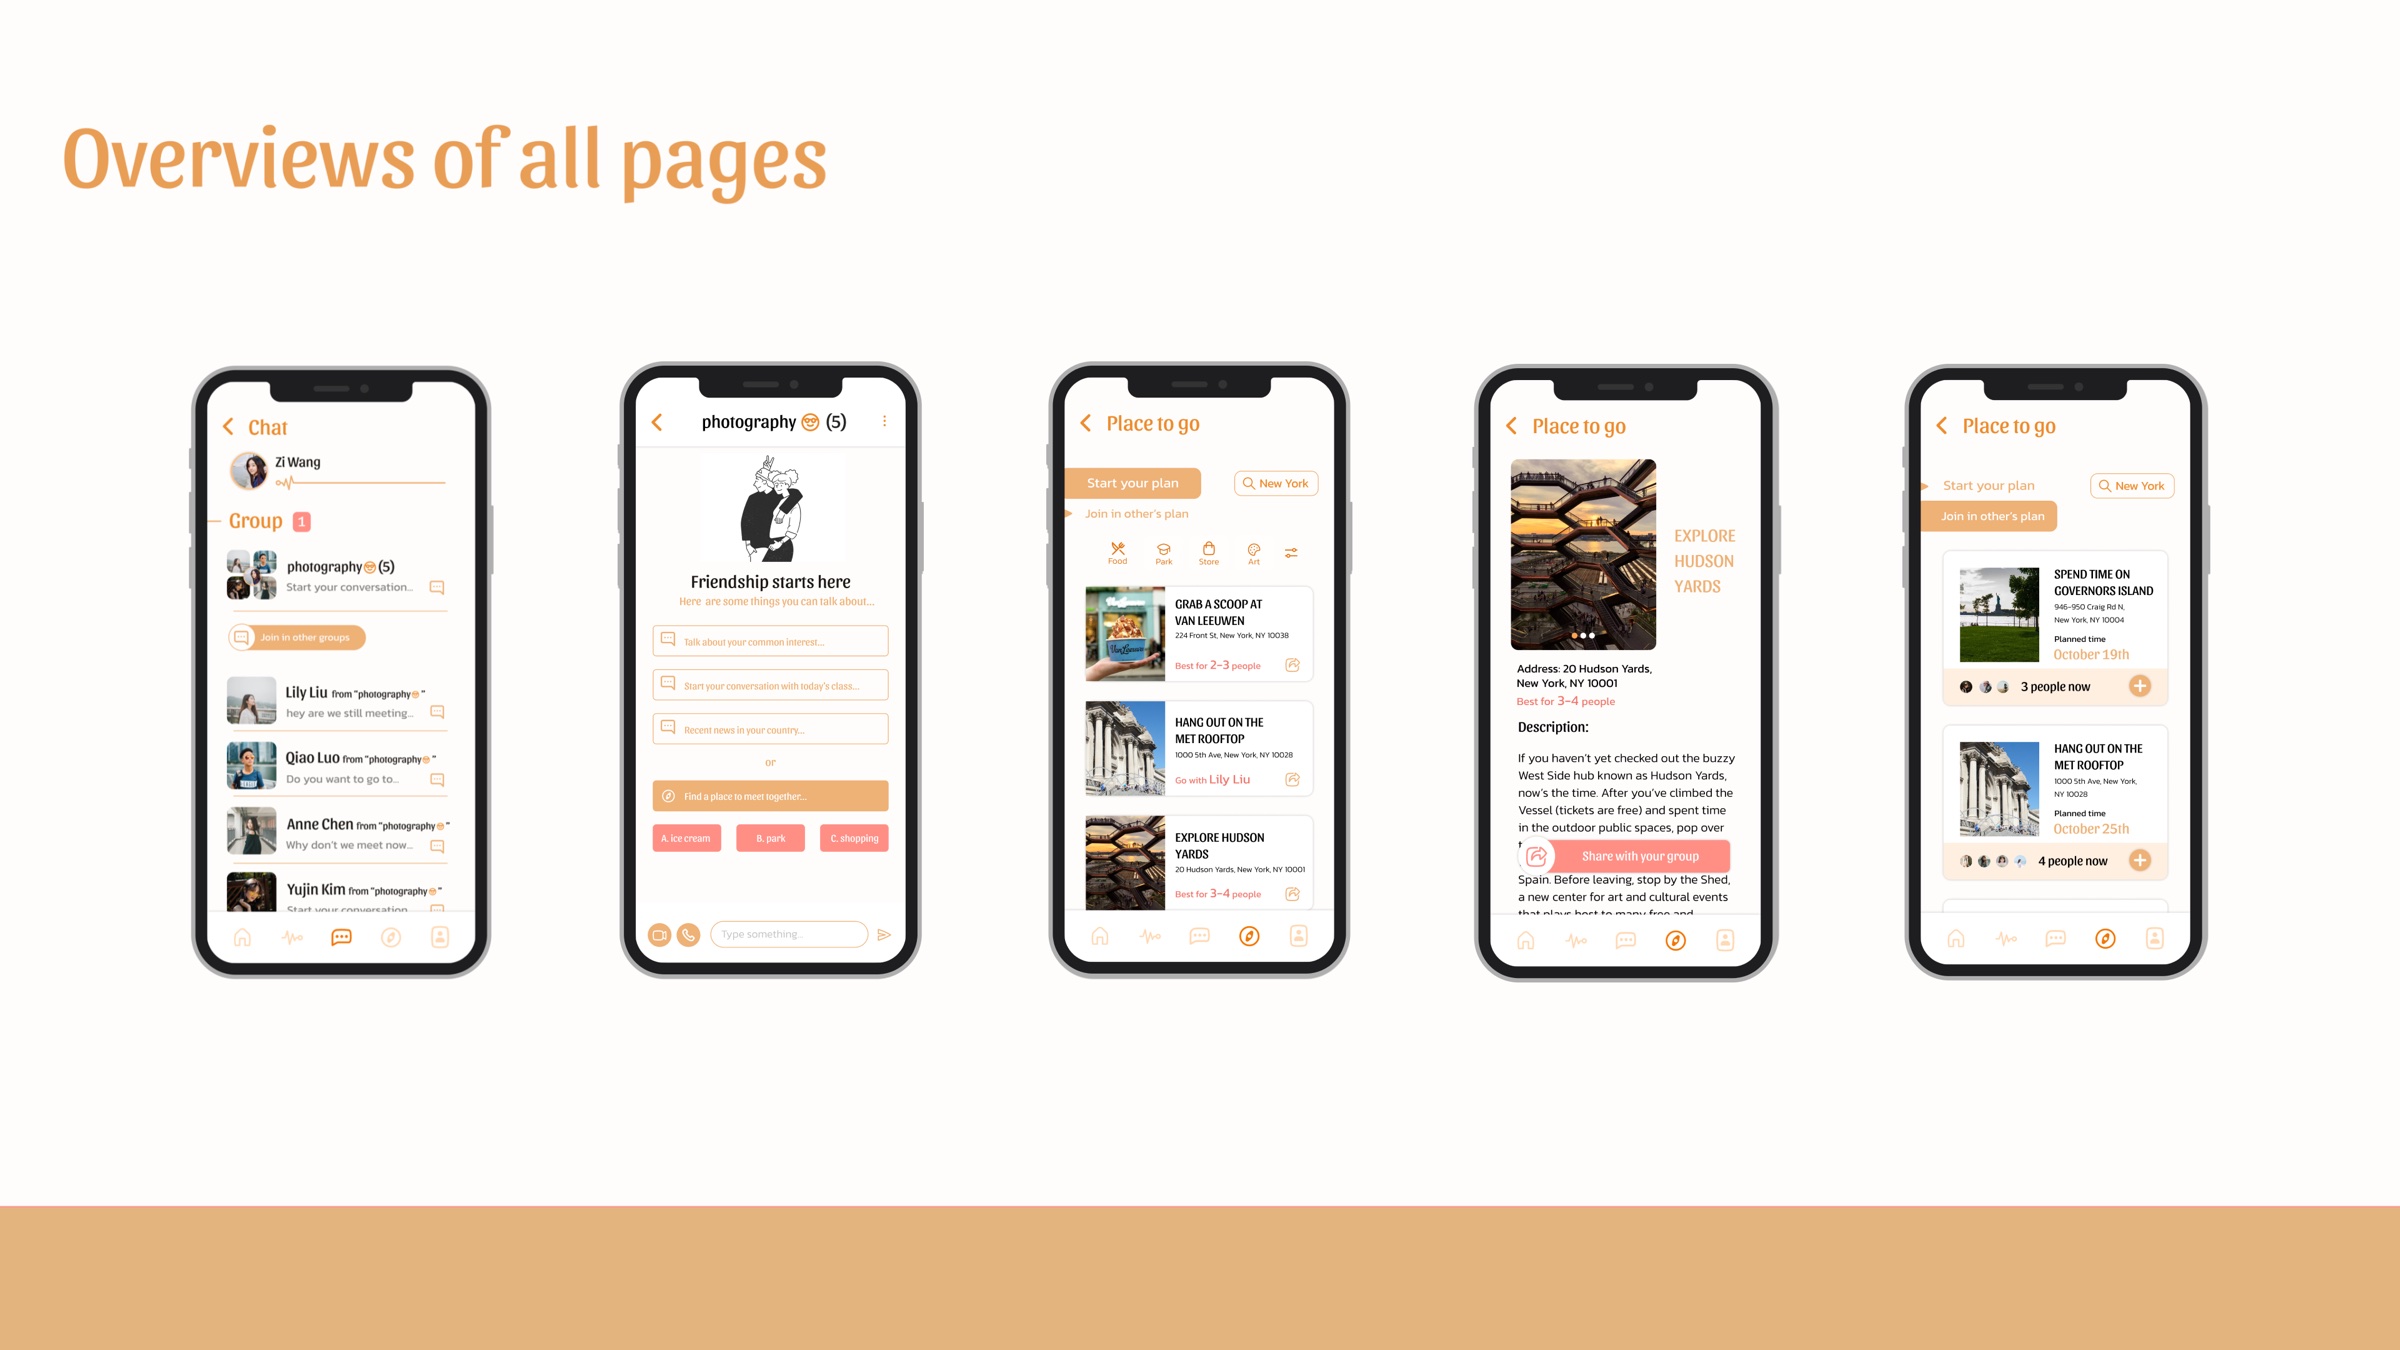 Overviews of all pages
Chat
Zi Wang
Group 1
photography (5)
Start your conversation...
Join in other groups
Lily Liu from "photography "
hey are we still meeting...
Qiao Luo from "photography "
Do you want to go to...
Anne Chen from "photography "
Why don't we meet now...
Yujin Kim from "photography "
Start your conversation
photography (5)
Friendship starts here
Here are some things you can talk about...
Talk about your common interest...
Start your conversation with today's class...
Recent news in your country...
or
Find a place to meet together...
A. ice cream
B. park
C. shopping
Type something...
Place to go
Start your plan
New York
Join in other's plan
Food
Park
Store
Art
GRAB A SCOOP AT
VAN LEEUWEN
224 Front St, New York, NY 10038
Best for 2-3 people
HANG OUT ON THE
MET ROOFTOP
1000 5th Ave, New York, NY 10028
Go with Lily Liu
EXPLORE HUDSON
YARDS
20 Hudson Yards, New York, NY 10001
Best for 3-4 people
Place to go
EXPLORE
HUDSON
YARDS
Address: 20 Hudson Yards,
New York, NY 10001
Best for 3-4 people
Description:
If you haven't yet checked out the buzzy
West Side hub known as Hudson Yards,
now's the time. After you've climbed the
Vessel (tickets are free) and spent time
in the outdoor public spaces, pop over
Share with your group
Spain. Before leaving, stop by the Shed,
a new center for art and cultural events
that plays host to many free and
Place to go
Start your plan
New York
Join in other's plan
SPEND TIME ON
GOVERNORS ISLAND
946-950 Craig Rd N,
New York, NY 10004
Planned time
October 19th
3 people now
HANG OUT ON THE
MET ROOFTOP
1000 5th Ave, New York,
NY 10028
Planned time
October 25th
4 people now